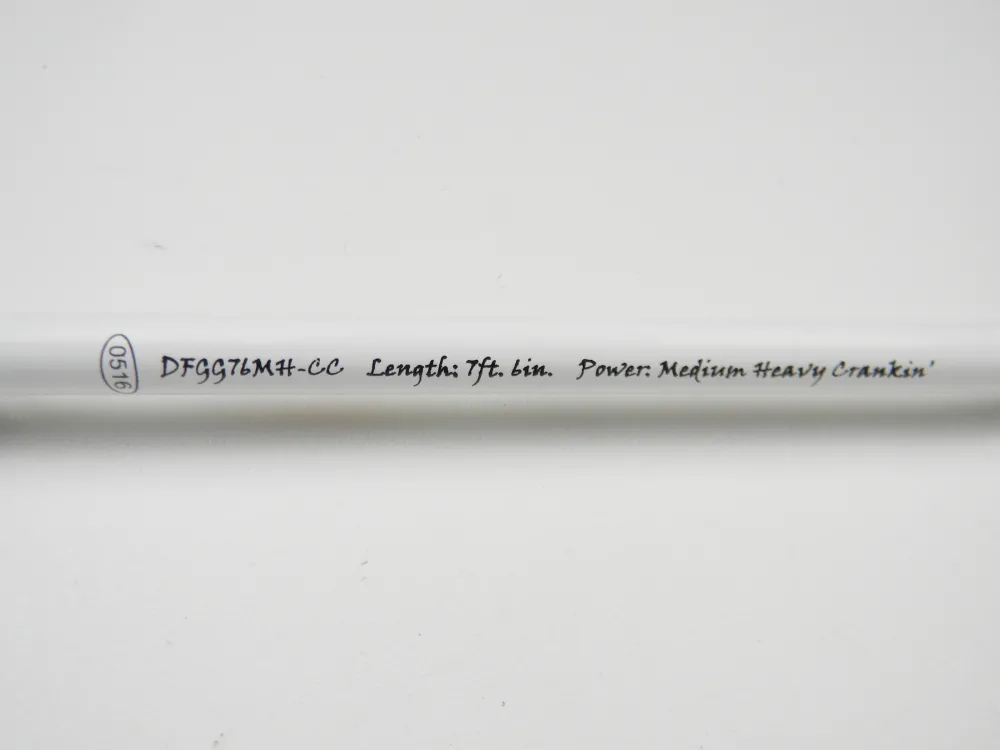 0516 DFGG76MH-CC Length: 7ft. 6in. Power: Medium Heavy Crankin'